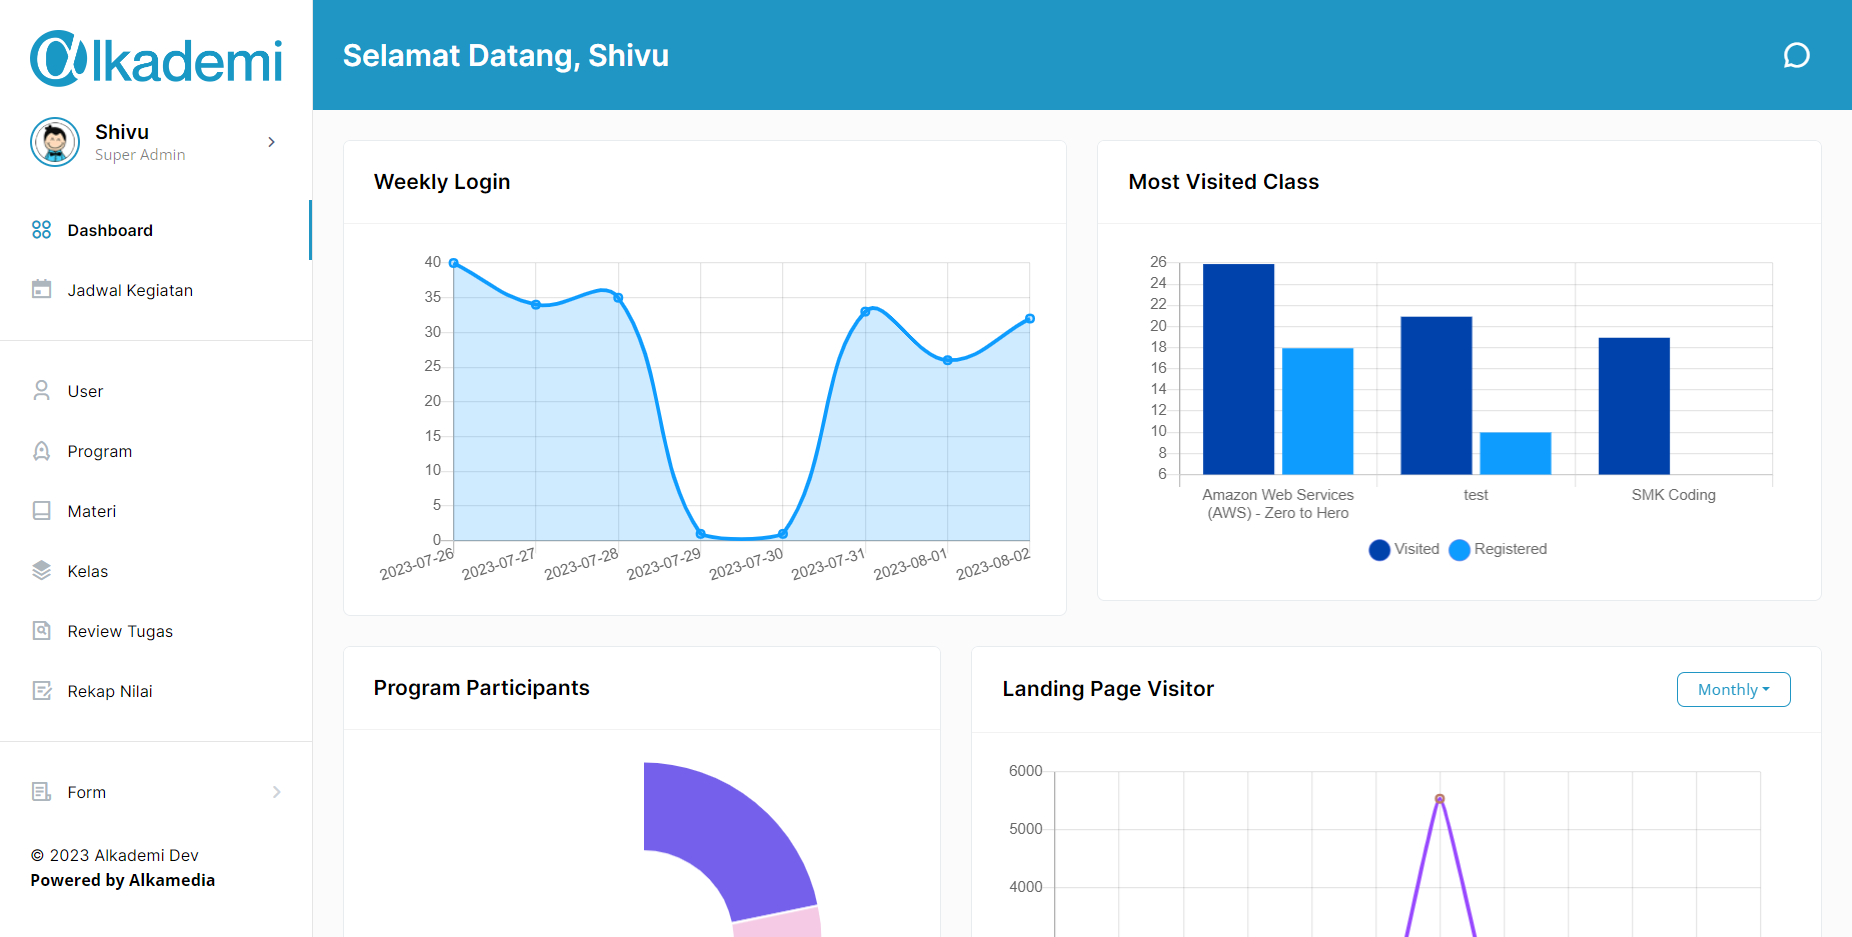 alkademi
Shivu
Super Admin
Dashboard
Jadwal Kegiatan
User
Program
Materi
Kelas
Review Tugas
Rekap Nilai
Form
© 2023 Alkademi Dev
Powered by Alkamedia
Selamat Datang, Shivu
Weekly Login
40
35
30
25
20
15
10
5
0
2023-07-26
2023-07-27
2023-07-28
2023-07-29
2023-07-30
2023-07-31
2023-08-01
2023-08-02
Most Visited Class
26
24
22
20
18
16
14
12
10
8
6
Amazon Web Services
(AWS) - Zero to Hero
test
SMK Coding
Visited
Registered
Program Participants
Landing Page Visitor
Monthly
6000
5000
4000